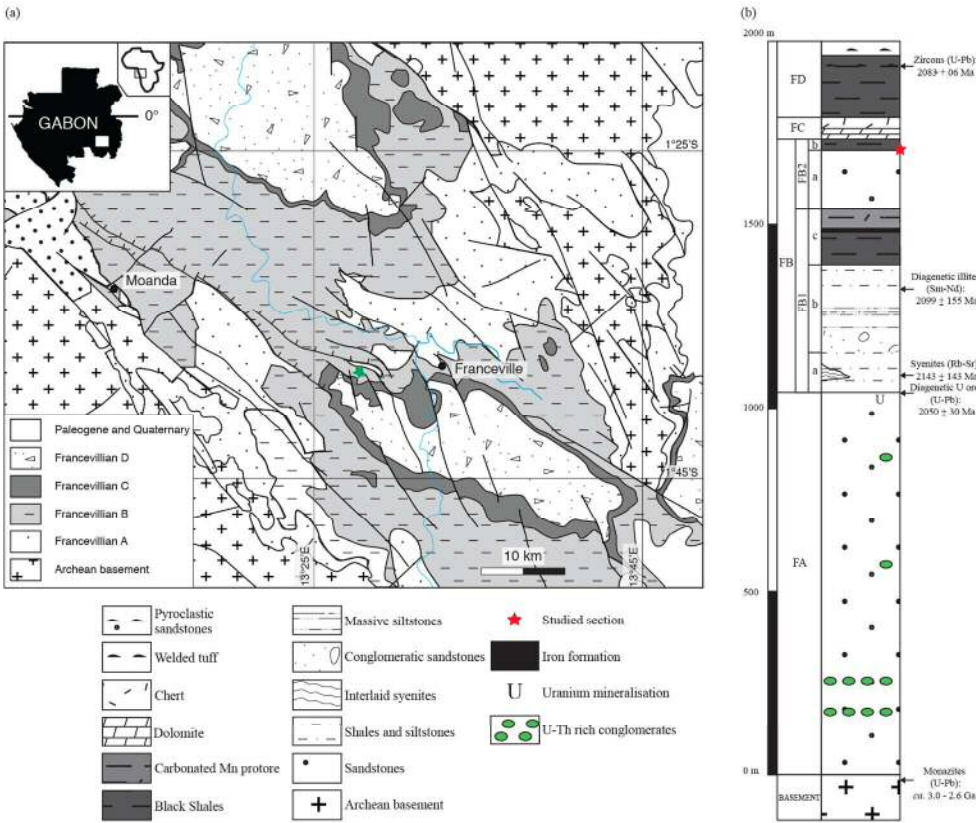 (a)
GABON
0°
1°25'S
Moanda
Franceville
1°45'S
13°25'E
13°45'E
10 km
Paleogene and Quaternary
Francevillian D
Francevillian C
Francevillian B
Francevillian A
Archean basement
Pyroclastic
sandstones
Welded tuff
Chert
Dolomite
Carbonated Mn protore
Black Shales
Massive siltstones
Conglomeratic sandstones
Interlaid syenites
Shales and siltstones
Sandstones
Archean basement
Studied section
Iron formation
U Uranium mineralisation
U-Th rich conglomerates
(b)
2000 m
1500
1000
500
0 m
FD
FC
FB
FB2
b
a
FB1
c
b
a
FA
BASEMENT
U
Zircons (U-Pb):
2083 + 06 Ma
Diagenetic illite
(Sm-Nd):
2099 ± 155 Ma
Syenites (Rb-Sr)
2143 ± 143 Ma
Diagenetic U ore
(U-Pb):
2050 ± 30 Ma
Monazites
(U-Pb):
ca. 3.0 - 2.6 Ga